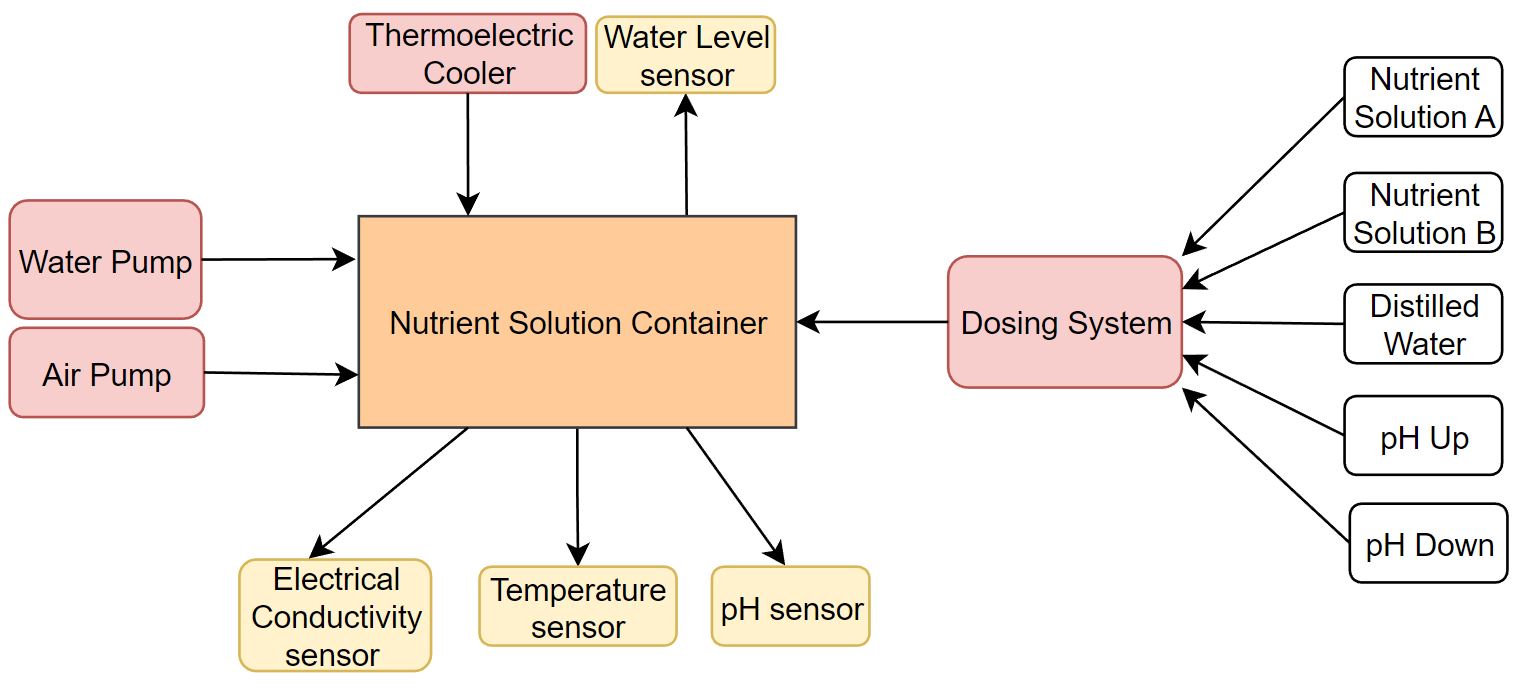 Thermoelectric
Cooler
Water Level
sensor
Nutrient
Solution A
Nutrient
Solution B
Water Pump
Nutrient Solution Container
Dosing System
Distilled
Water
Air Pump
pH Up
pH Down
Electrical
Conductivity
sensor
Temperature
sensor
pH sensor